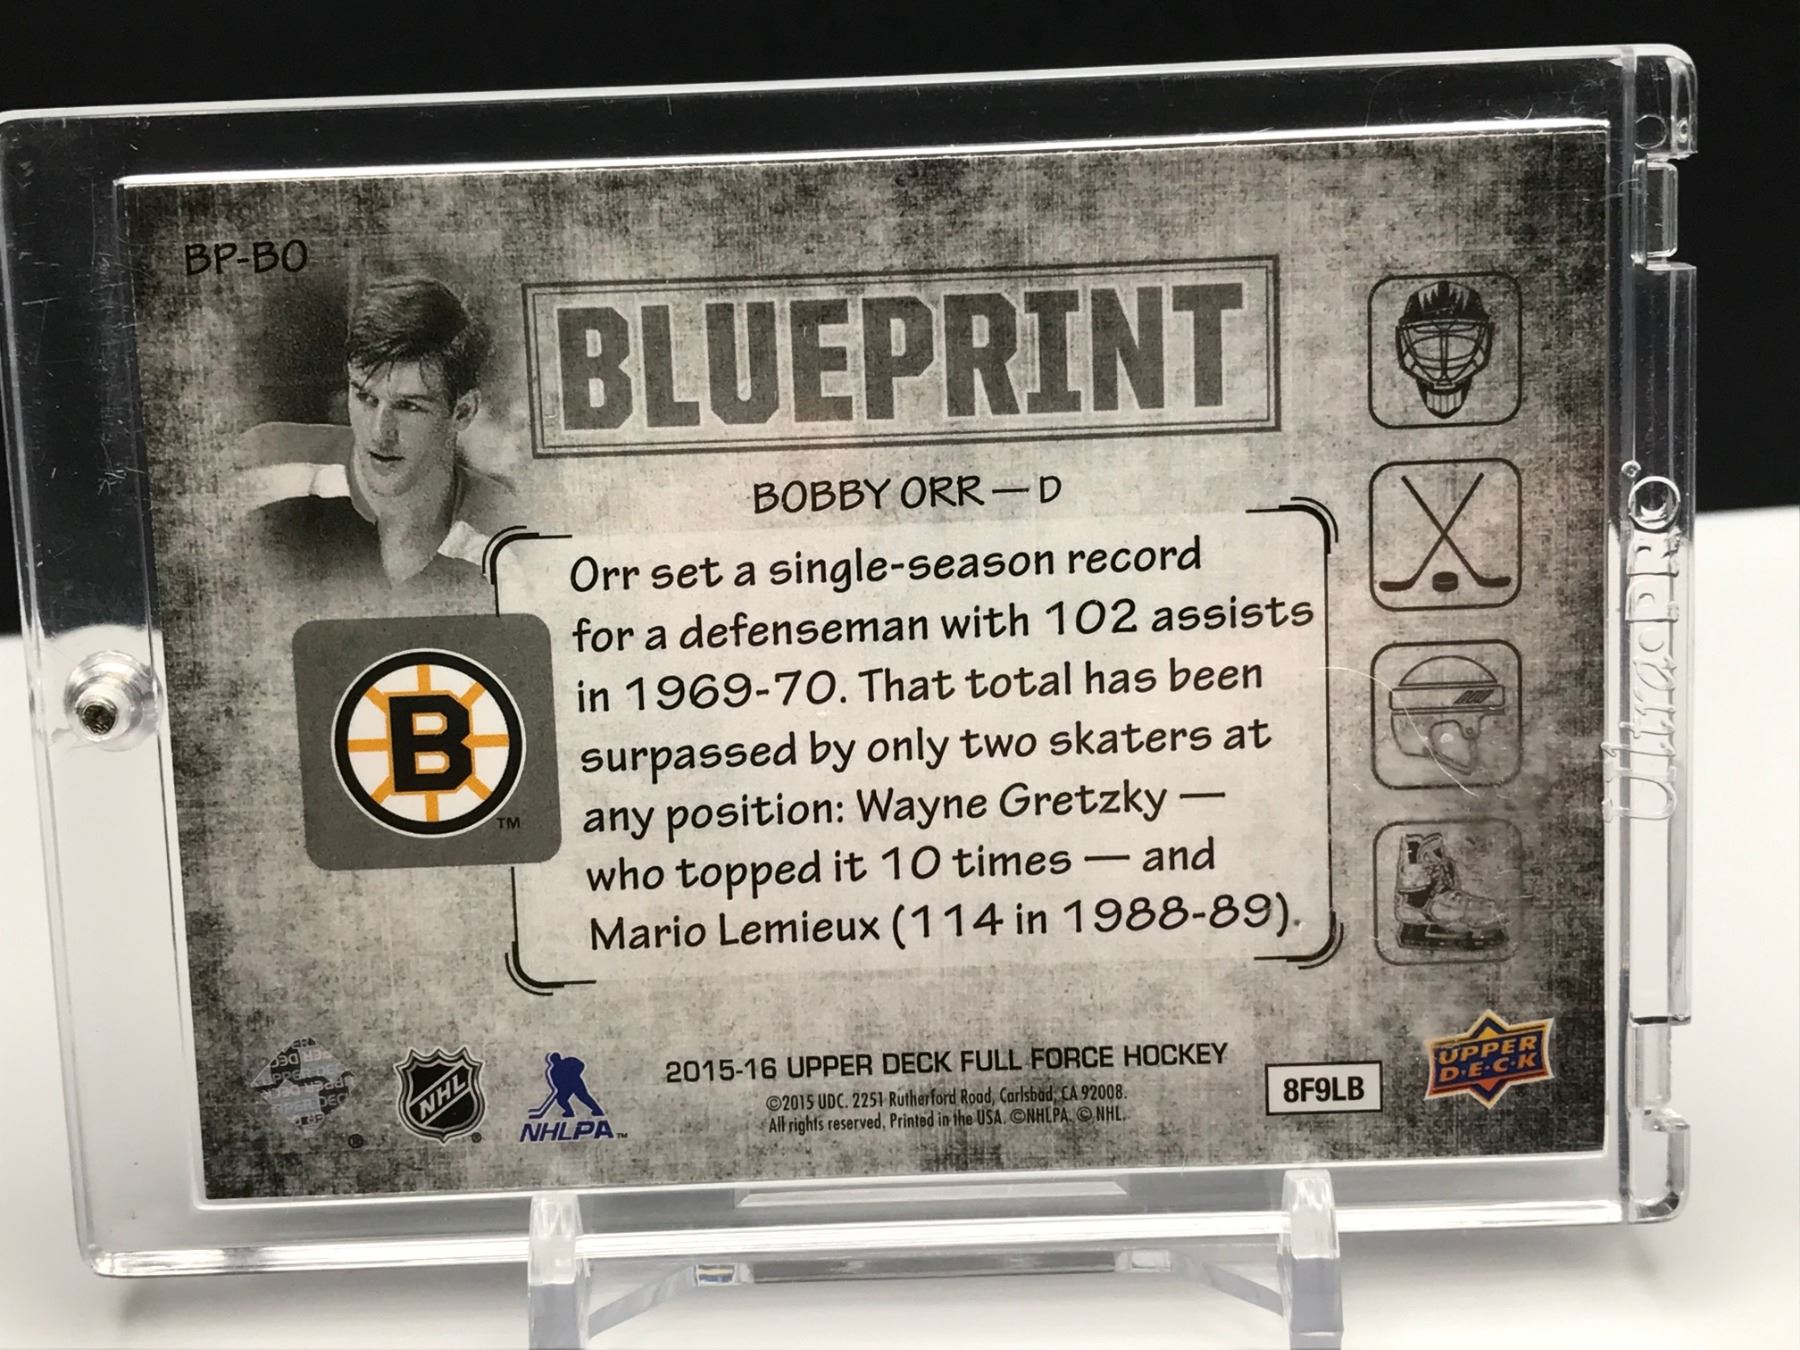 BP-BO
BLUEPRINT
BOBBY ORR — D
Orr set a single-season record
for a defenseman with 102 assists
in 1969-70. That total has been
surpassed by only two skaters at
any position: Wayne Gretzky —
who topped it 10 times — and
Mario Lemieux (114 in 1988-89).
B
TM
UltraPRO
NHL
®
NHLPA™
2015-16 UPPER DECK FULL FORCE HOCKEY
©2015 UDC. 2251 Rutherford Road, Carlsbad, CA 92008.
All rights reserved. Printed in the USA. ©NHLPA. © NHL.
8F9LB
UPPER
D•E•C•K